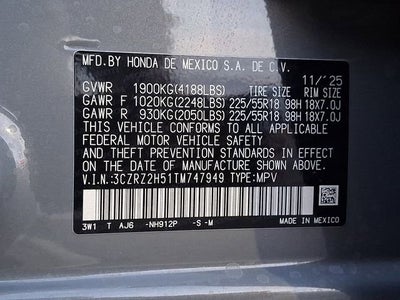 MFD.BY HONDA DE MEXICO S.A. DE C.V.
11/'25
GVWR 1900KG(4188LBS) TIRE SIZE RIM SIZE
GAWR F 1020KG(2248LBS) 225/55R18 98H 18X7.0J
GAWR R 930KG(2050LBS) 225/55R18 98H 18X7.0J
THIS VEHICLE CONFORMS TO ALL APPLICABLE
FEDERAL MOTOR VEHICLE SAFETY
AND THEFT PREVENTION STANDARDS IN EFFECT
ON THE DATE OF MANUFACTURE SHOWN ABOVE.
V.I.N.:3CZRZ2H51TM747949 TYPE:MPV
3W1 T AJ6 -NH912P -S -M
MADE IN MEXICO